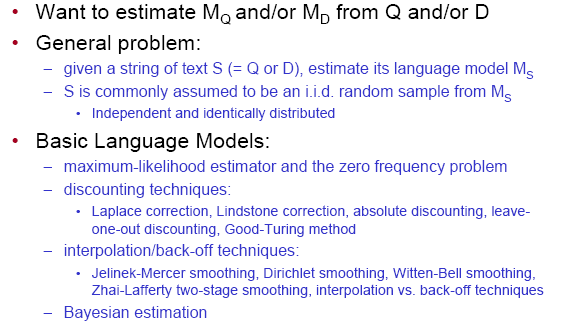 • Want to estimate MQ and/or MD from Q and/or D
• General problem:
– given a string of text S (= Q or D), estimate its language model MS
– S is commonly assumed to be an i.i.d. random sample from MS
• Independent and identically distributed
• Basic Language Models:
– maximum-likelihood estimator and the zero frequency problem
– discounting techniques:
• Laplace correction, Lindstone correction, absolute discounting, leave-
one-out discounting, Good-Turing method
– interpolation/back-off techniques:
• Jelinek-Mercer smoothing, Dirichlet smoothing, Witten-Bell smoothing,
Zhai-Lafferty two-stage smoothing, interpolation vs. back-off techniques
– Bayesian estimation